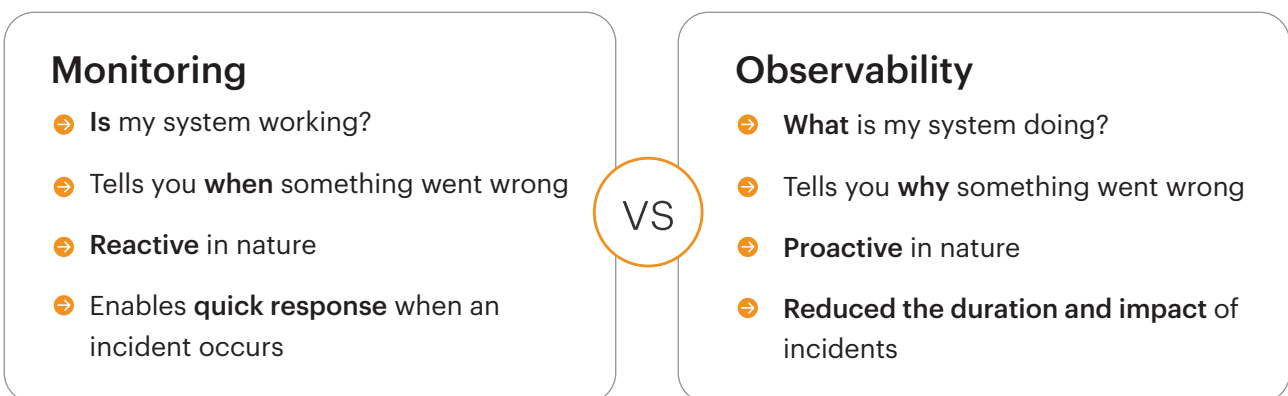 Monitoring
Is my system working?
Tells you when something went wrong
Reactive in nature
Enables quick response when an
incident occurs
VS
Observability
What is my system doing?
Tells you why something went wrong
Proactive in nature
Reduced the duration and impact of
incidents